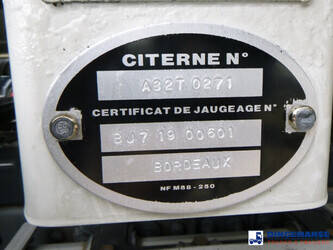 CITERNE N°
A32T 0271
CERTIFICAT DE JAUGEAGE N°
BJ7 19 00601
BORDEAUX
NF M88-250